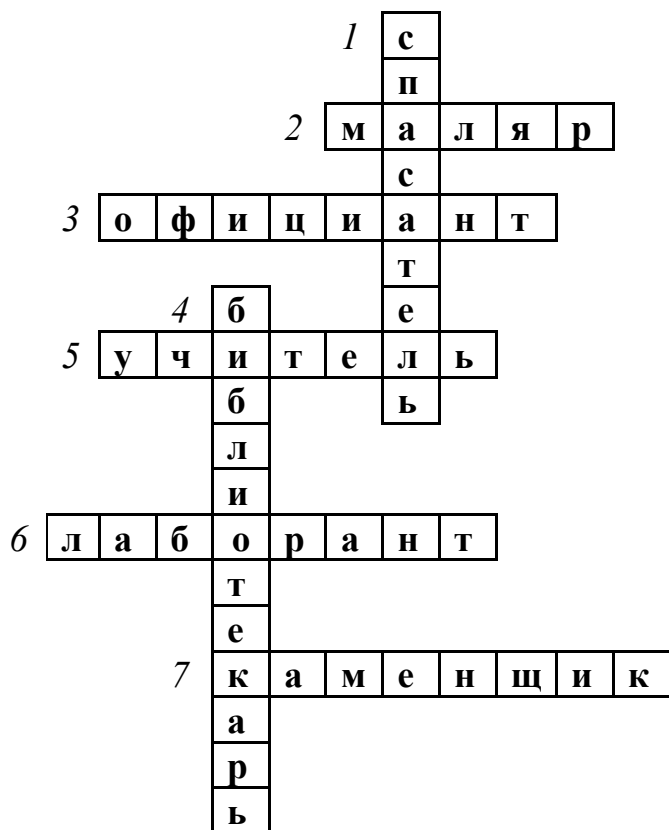 1 с
п
2 м а л я р
с
3 о ф и ц и а н т
т
4 б е
5 у ч и т е л ь
б ь
л
и
6 л а б о р а н т
т
е
7 к а м е н щ и к
а
р
ь